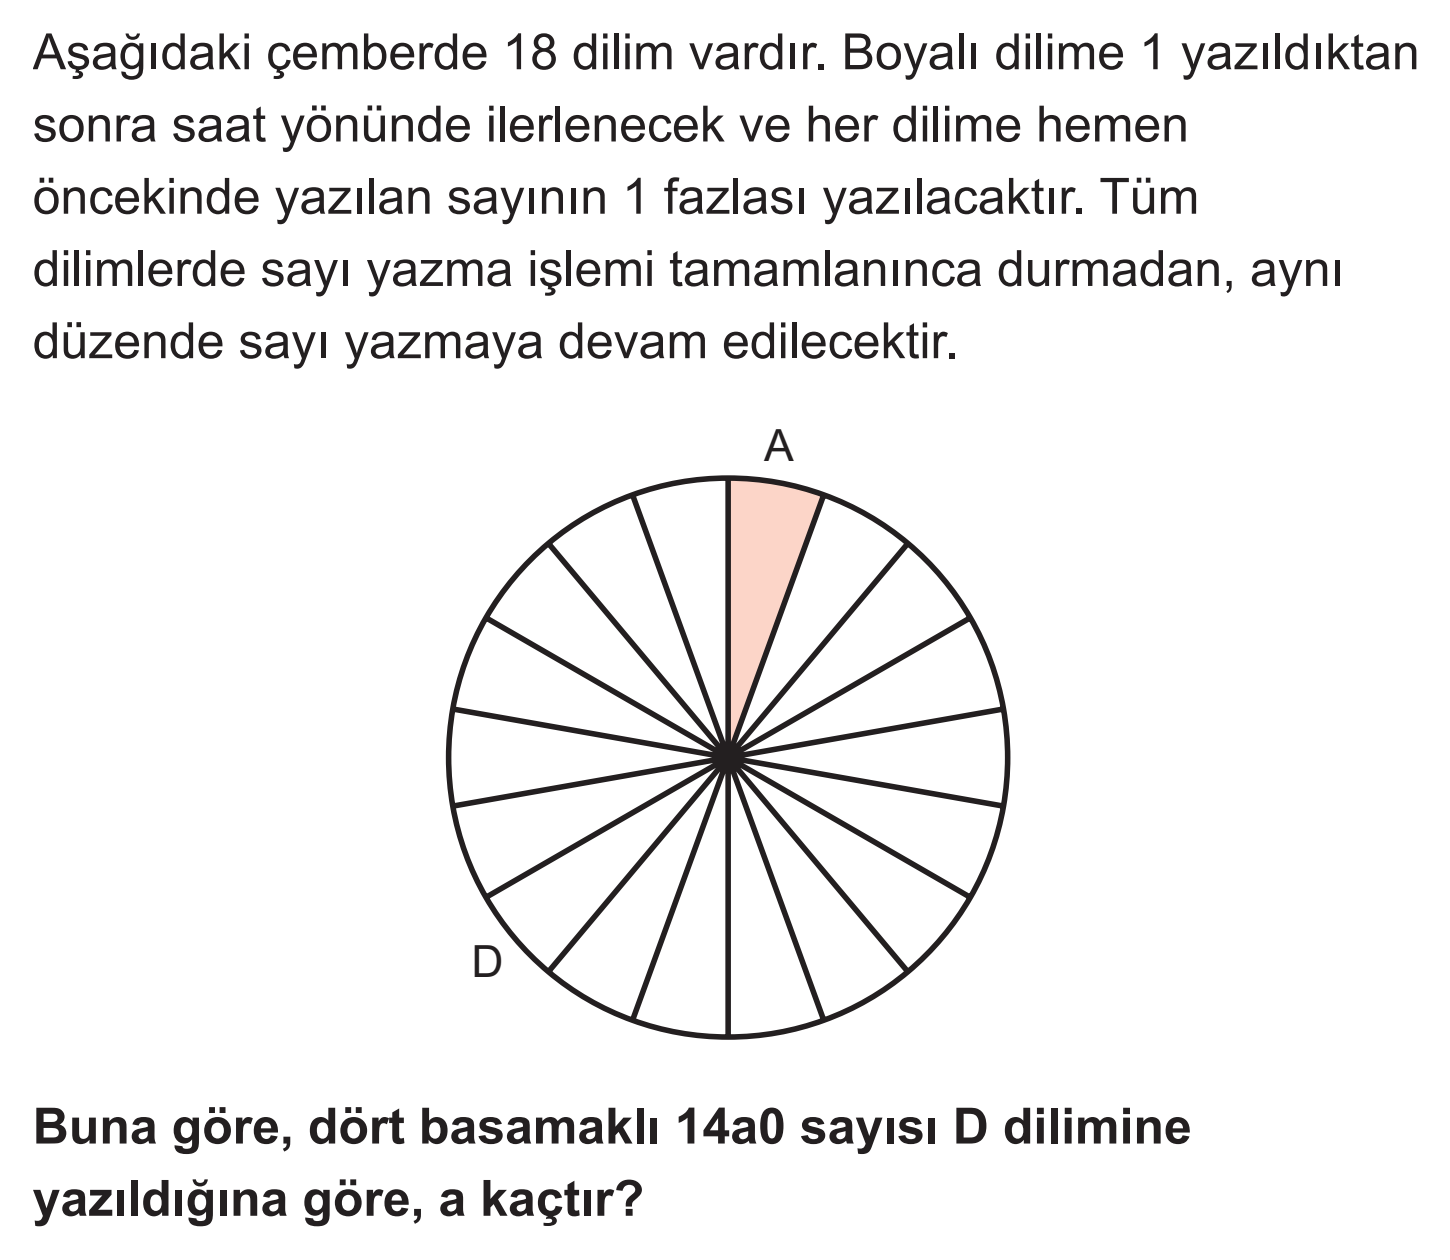 Aşağıdaki çemberde 18 dilim vardır. Boyalı dilime 1 yazıldıktan
sonra saat yönünde ilerlenecek ve her dilime hemen
öncekinde yazılan sayının 1 fazlası yazılacaktır. Tüm
dilimlerde sayı yazma işlemi tamamlanınca durmadan, aynı
düzende sayı yazmaya devam edilecektir.
A
D
Buna göre, dört basamaklı 14a0 sayısı D dilimine
yazıldığına göre, a kaçtır?